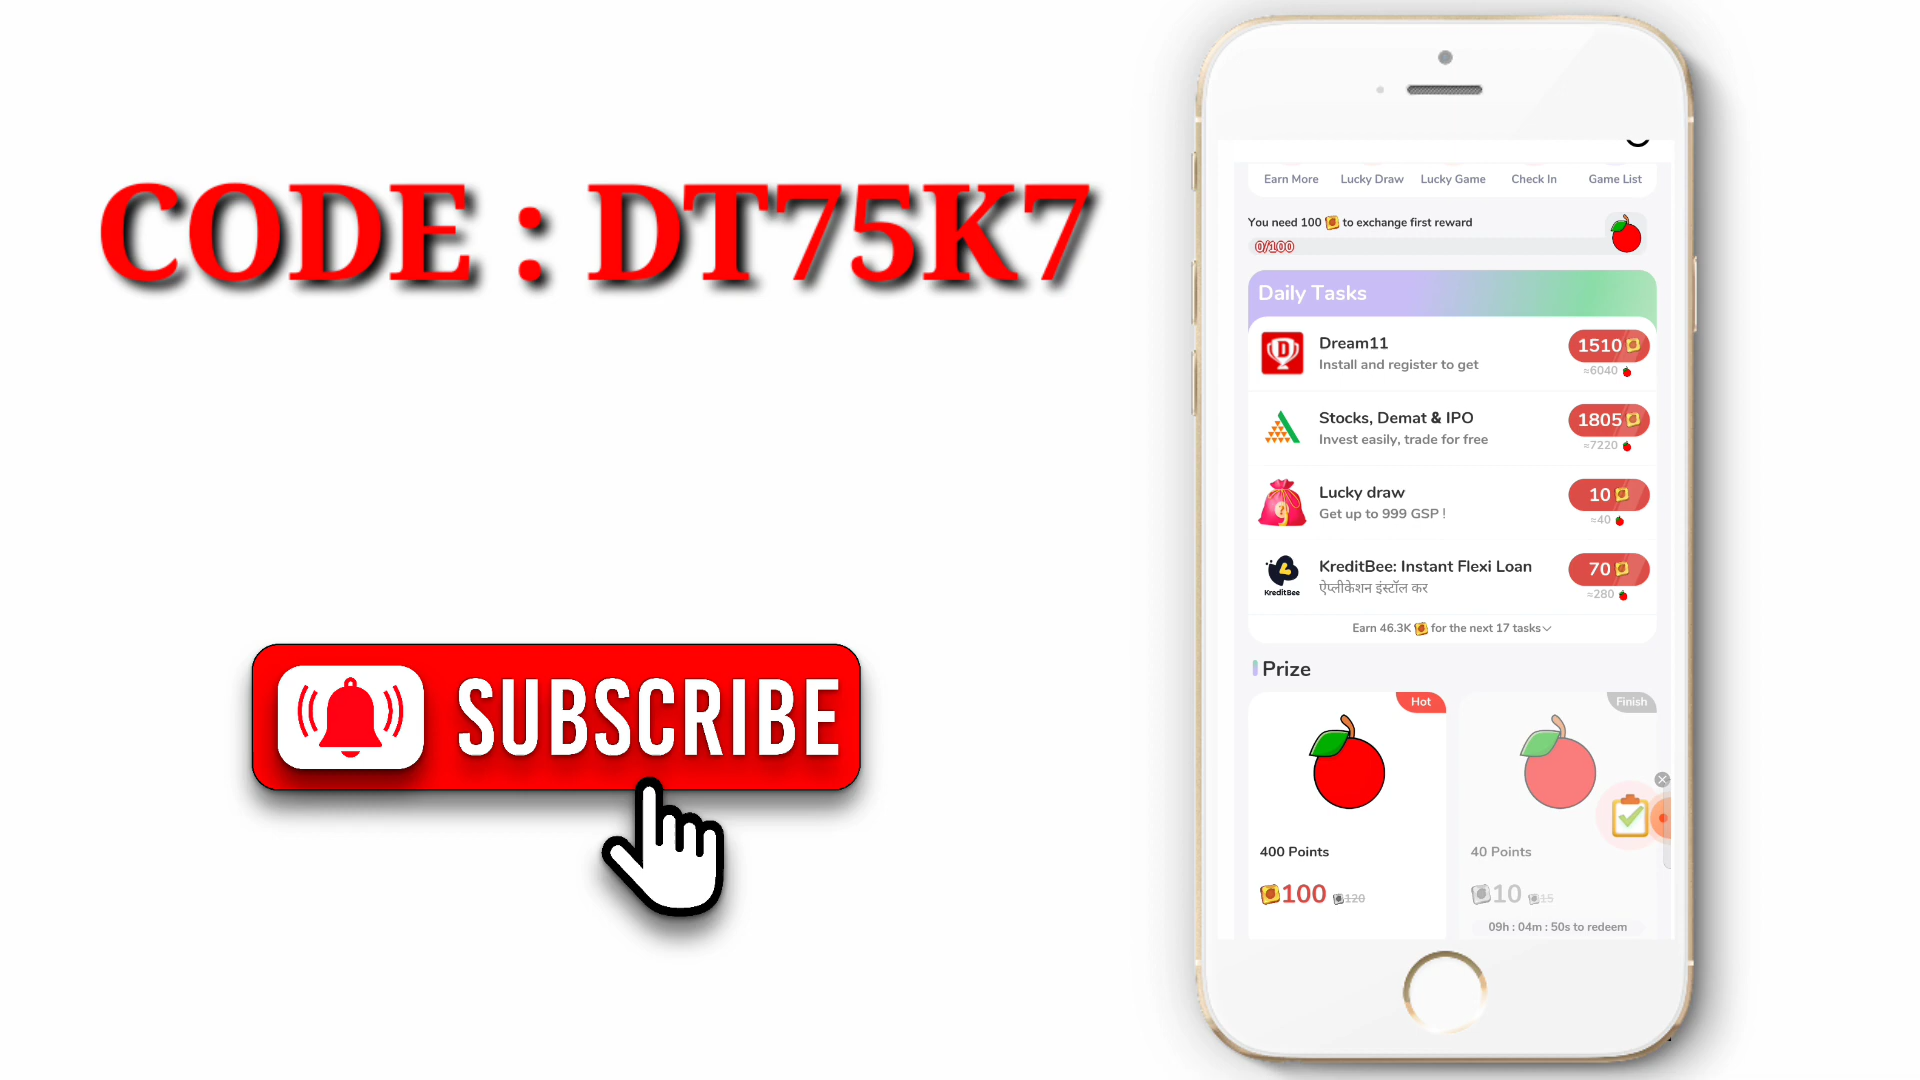 CODE : DT75K7
SUBSCRIBE
Earn More Lucky Draw Lucky Game Check In Game List
You need 100 to exchange first reward
0/100
Daily Tasks
Dream11
Install and register to get
1510
≈6040
Stocks, Demat & IPO
Invest easily, trade for free
1805
≈7220
Lucky draw
Get up to 999 GSP !
10
≈40
KreditBee
KreditBee: Instant Flexi Loan
ऐप्लीकेशन इंस्टॉल कर
70
≈280
Earn 46.3K for the next 17 tasks
Prize
Hot
400 Points
100 120
Finish
40 Points
10 15
09h : 04m : 50s to redeem